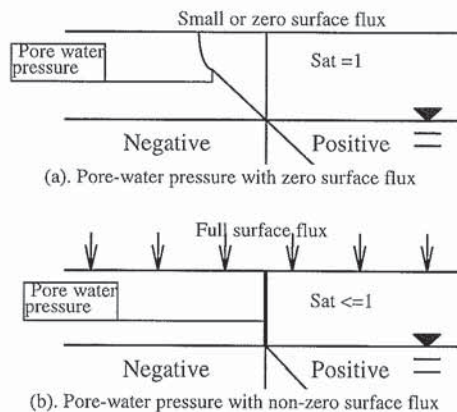 Small or zero surface flux
Pore water
pressure
Sat =1
Negative
Positive
(a). Pore-water pressure with zero surface flux
Full surface flux
Pore water
pressure
Sat <=1
Negative
Positive
(b). Pore-water pressure with non-zero surface flux